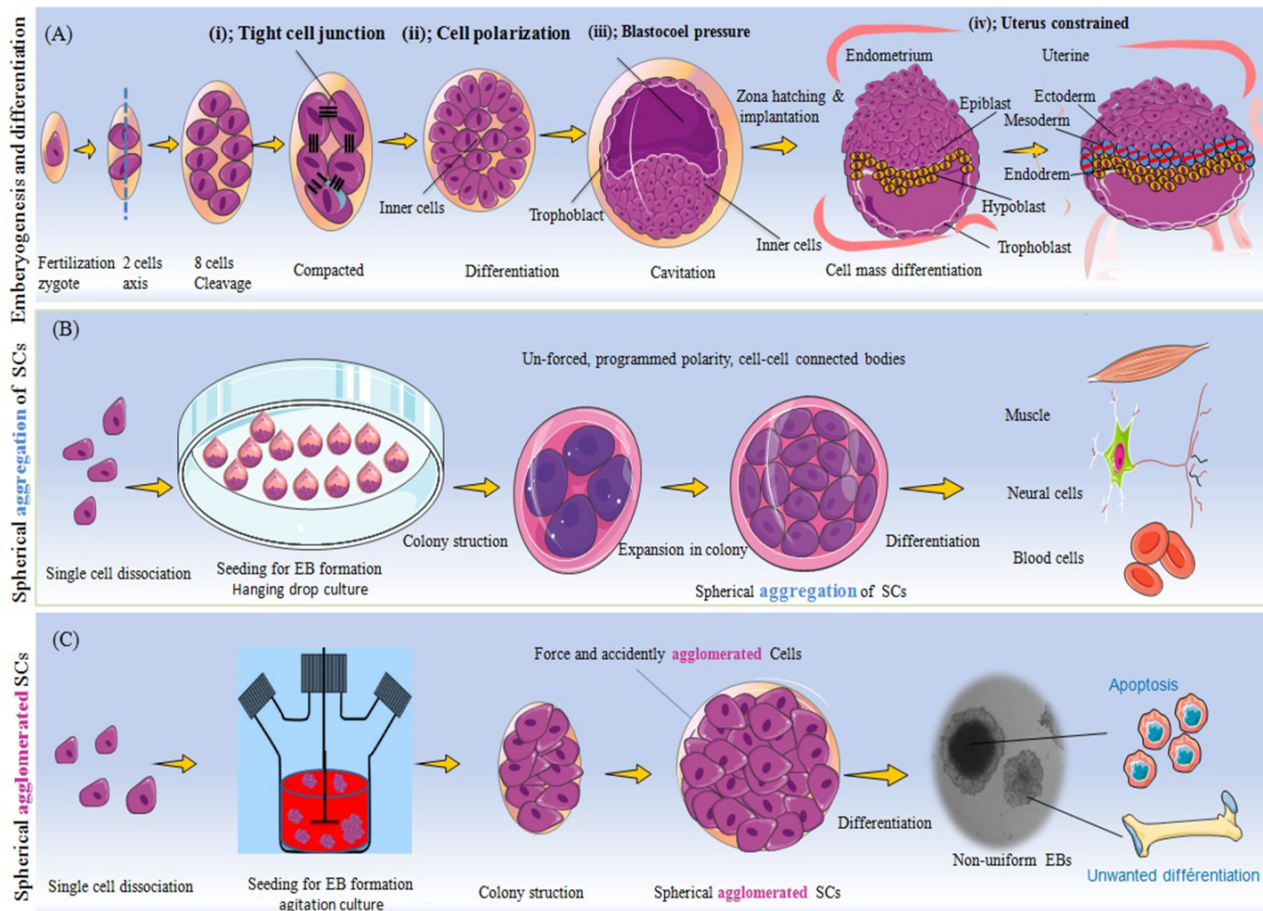 Emberyogenesis and differentiation
(A)
(i); Tight cell junction
(ii); Cell polarization
(iii); Blastocoel pressure
(iv); Uterus constrained
Endometrium
Uterine
Zona hatching &
implantation
Epiblast
Ectoderm
Mesoderm
Endodrem
Hypoblast
Trophoblast
Inner cells
Trophoblact
Inner cells
Fertilization
zygote
2 cells
axis
8 cells
Cleavage
Compacted
Differentiation
Cavitation
Cell mass differentiation
Spherical aggregation of SCs
(B)
Un-forced, programmed polarity, cell-cell connected bodies
Muscle
Neural cells
Blood cells
Single cell dissociation
Seeding for EB formation
Hanging drop culture
Colony struction
Expansion in colony
Differentiation
Spherical aggregation of SCs
Spherical agglomerated SCs
(C)
Force and accidently agglomerated Cells
Apoptosis
Differentiation
Non-uniform EBs
Unwanted différentiation
Single cell dissociation
Seeding for EB formation
agitation culture
Colony struction
Spherical agglomerated SCs